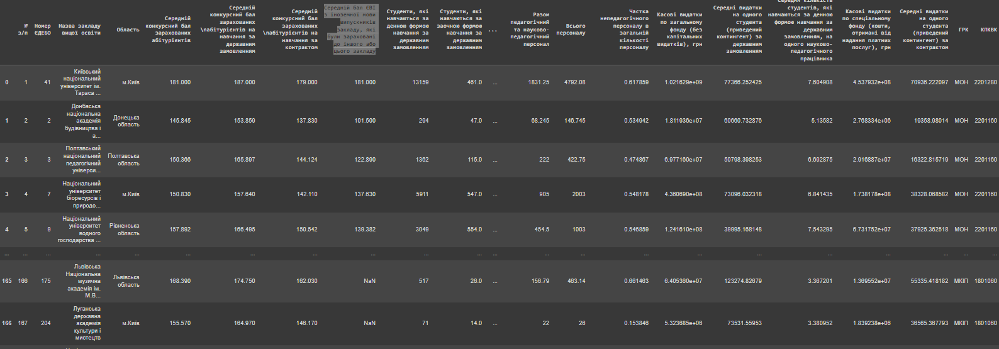 №
з/п
Номер
ЄДЕБО
Назва закладу
вищої освіти
Область
Середній
конкурсний бал
зарахованих
абітурієнтів
Середній
конкурсний бал
зарахованих
\nабітурієнтів на
навчання за
державним
замовленням
Середній
конкурсний бал
зарахованих
\nабітурієнтів на
навчання за
контрактом
Середній бал ЄВІ
з іноземної мови
випускників
закладу, які
були зараховані
до іншого або
цього закладу
Студенти, які
навчаються за
денною формою
навчання за
державним
замовленням
Студенти, які
навчаються за
заочною формою
навчання за
державним
замовленням
...
Разом
педагогічний
та науково-
педагогічний
персонал
Всього
персоналу
Частка
непедагогічного
персоналу в
загальній
кількості
персоналу
Касові видатки
по загальному
фонду (без
капітальних
видатків), грн
Середні видатки
на одного
студента
(приведений
контингент) за
державним
замовленням
Середня кількість
студентів, які
навчаються за денною
формою навчання за
державним
замовленням, на
одного науково-
педагогічного
працівника
Касові видатки
по спеціальному
фонду (кошти,
отримані від
надання платних
послуг), грн
Середні видатки
на одного
студента
(приведений
контингент) за
контрактом
ГРК
КПКВК
0 1 41
Київський
національний
університет ім.
Тараса ...
м.Київ 181.000 187.000 179.000 181.000 13159 461.0 ... 1831.25 4792.08 0.617859 1.021629e+09 77366.252425 7.604908 4.537932e+08 70936.222097 МОН 2201280
1 2 2
Донбаська
національна
академія
будівництва і
а...
Донецька
область
145.845 153.859 137.830 101.500 294 47.0 ... 68.245 146.745 0.534942 1.811936e+07 60660.732876 5.13582 2.768334e+06 19358.98014 МОН 2201160
2 3 3
Полтавський
національний
педагогічний
універси...
Полтавська
область
150.366 165.897 144.124 122.890 1362 115.0 ... 222 422.75 0.474867 6.977160e+07 50798.398253 6.692875 2.916887e+07 16322.815719 МОН 2201160
3 4 7
Національний
університет
біоресурсів і
природо...
м.Київ 150.830 157.640 142.110 137.630 5911 547.0 ... 905 2003 0.548178 4.360690e+08 73096.032318 6.841435 1.738178e+08 38328.068582 МОН 2201160
4 5 9
Національний
університет
водного
господарства ...
Рівненська
область
157.892 166.495 150.542 139.382 3049 554.0 ... 454.5 1003 0.546859 1.241610e+08 39995.168148 7.543295 6.731752e+07 37925.362518 МОН 2201160
... ... ... ... ... ... ... ... ... ... ... ... ... ... ... ... ... ... ... ... ... ...
165 166 175
Львівська
Національна
музична
академія ім.
М.В...
Львівська
область
168.390 174.750 162.030 NaN 517 26.0 ... 156.79 463.14 0.661463 6.405360e+07 123274.82679 3.367201 1.369552e+07 55335.418182 МКІП 1801060
166 167 204
Луганська
державна
академія
культури і
мистецтв
м.Київ 155.570 164.970 146.170 NaN 71 14.0 ... 22 26 0.153846 5.323685e+06 73531.55953 3.380952 1.839238e+06 36565.367793 МКІП 1801060